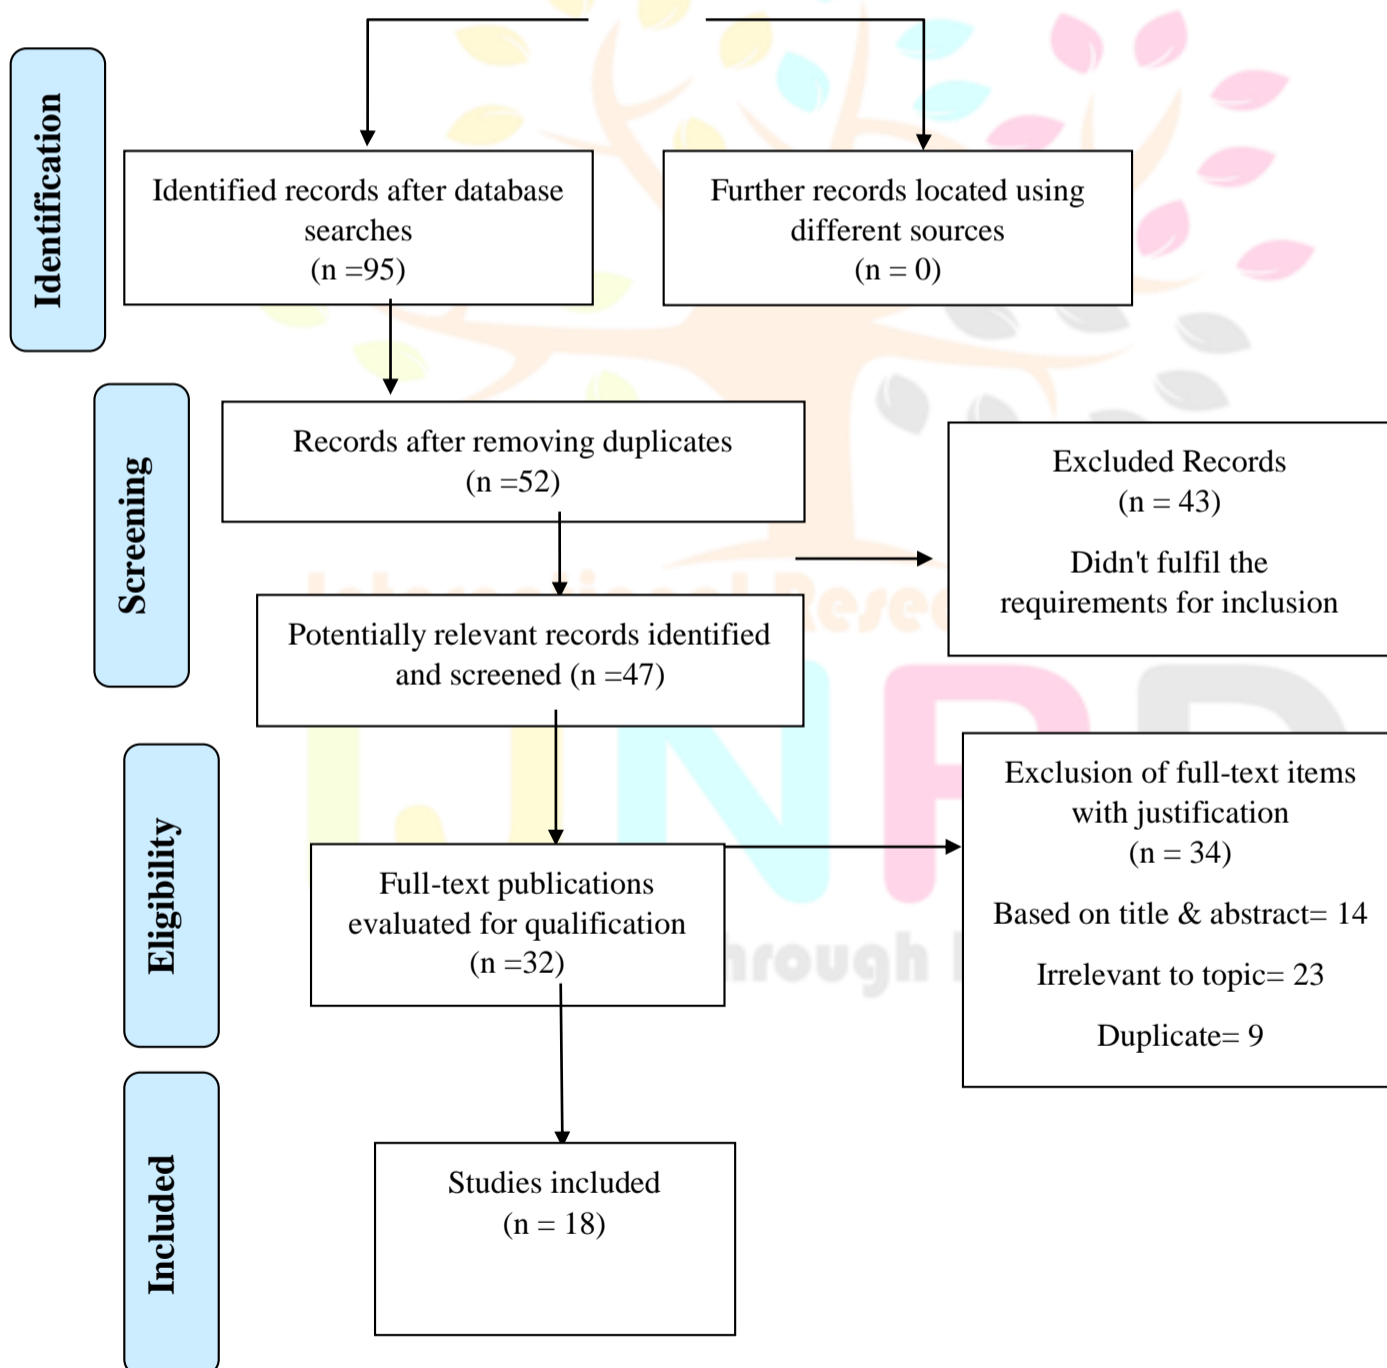 Identification
Identified records after database
searches
(n =95)
Further records located using
different sources
(n = 0)
Screening
Records after removing duplicates
(n =52)
Excluded Records
(n = 43)
Didn't fulfil the
requirements for inclusion
Potentially relevant records identified
and screened (n =47)
Eligibility
Full-text publications
evaluated for qualification
(n =32)
Exclusion of full-text items
with justification
(n = 34)
Based on title & abstract= 14
Irrelevant to topic= 23
Duplicate= 9
Included
Studies included
(n = 18)